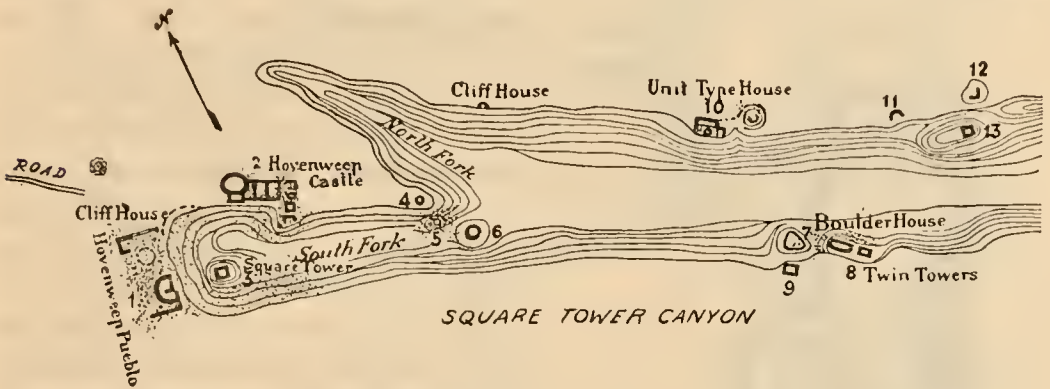 N
12
Cliff House
Unit Type House
10
11
13
ROAD
2 Hovenweep
Castle
North Fork
4
Cliff House
5
6
7
Boulder House
South Fork
Square Tower
3
8 Twin Towers
9
1
Hovenweep Pueblo
SQUARE TOWER CANYON